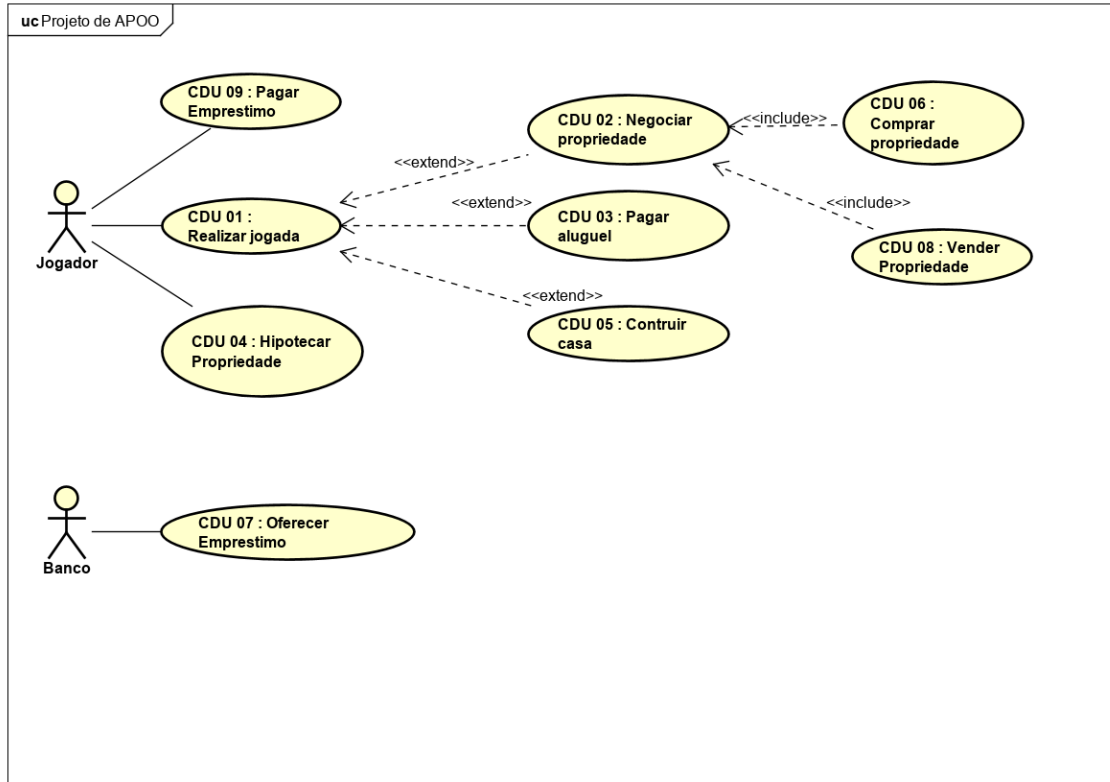 uc Projeto de APOO
CDU 09 : Pagar
Emprestimo
CDU 02 : Negociar
propriedade
<<include>>
CDU 06 :
Comprar
propriedade
<<extend>>
<<extend>>
CDU 01 :
Realizar jogada
CDU 03 : Pagar
aluguel
<<include>>
CDU 08 : Vender
Propriedade
Jogador
<<extend>>
CDU 05 : Contruir
casa
CDU 04 : Hipotecar
Propriedade
CDU 07 : Oferecer
Emprestimo
Banco